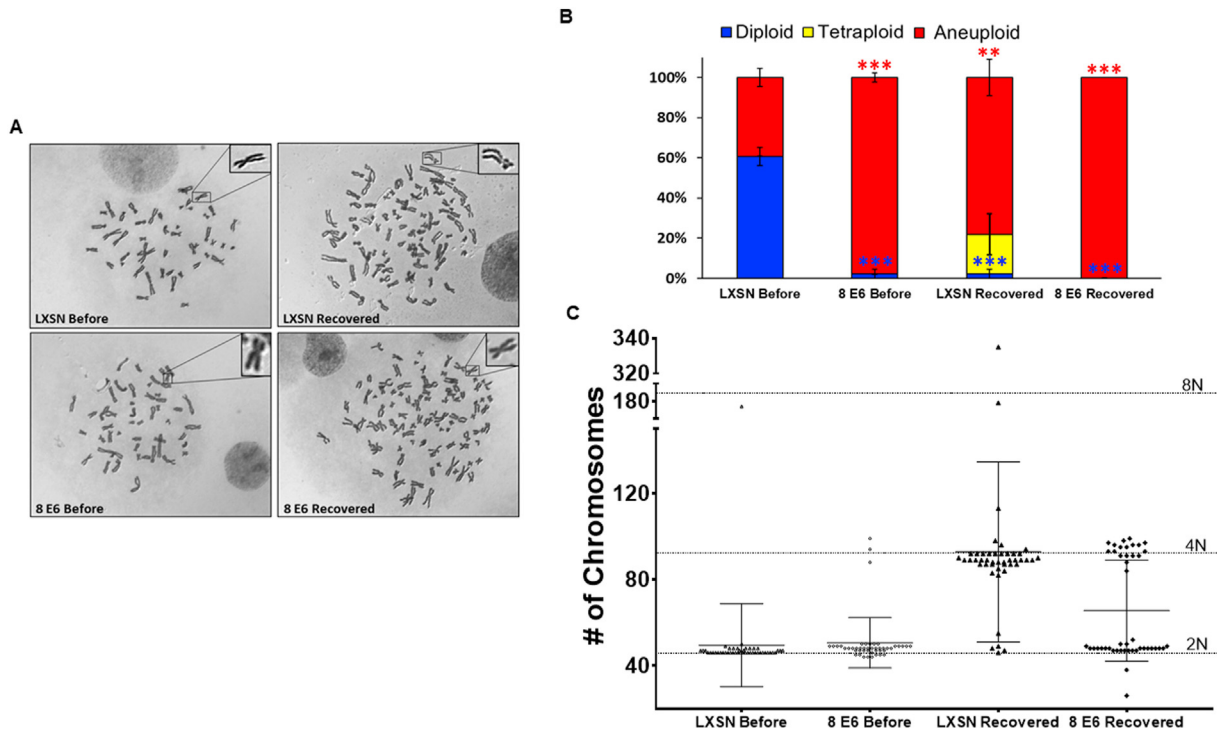 A
LXSN Before
LXSN Recovered
8 E6 Before
8 E6 Recovered
B
Diploid Tetraploid Aneuploid
100%
80%
60%
40%
20%
0%
*** ** ***
*** *** ***
LXSN Before 8 E6 Before LXSN Recovered 8 E6 Recovered
C
# of Chromosomes
340
320
180
120
80
40
8N
4N
2N
LXSN Before 8 E6 Before LXSN Recovered 8 E6 Recovered